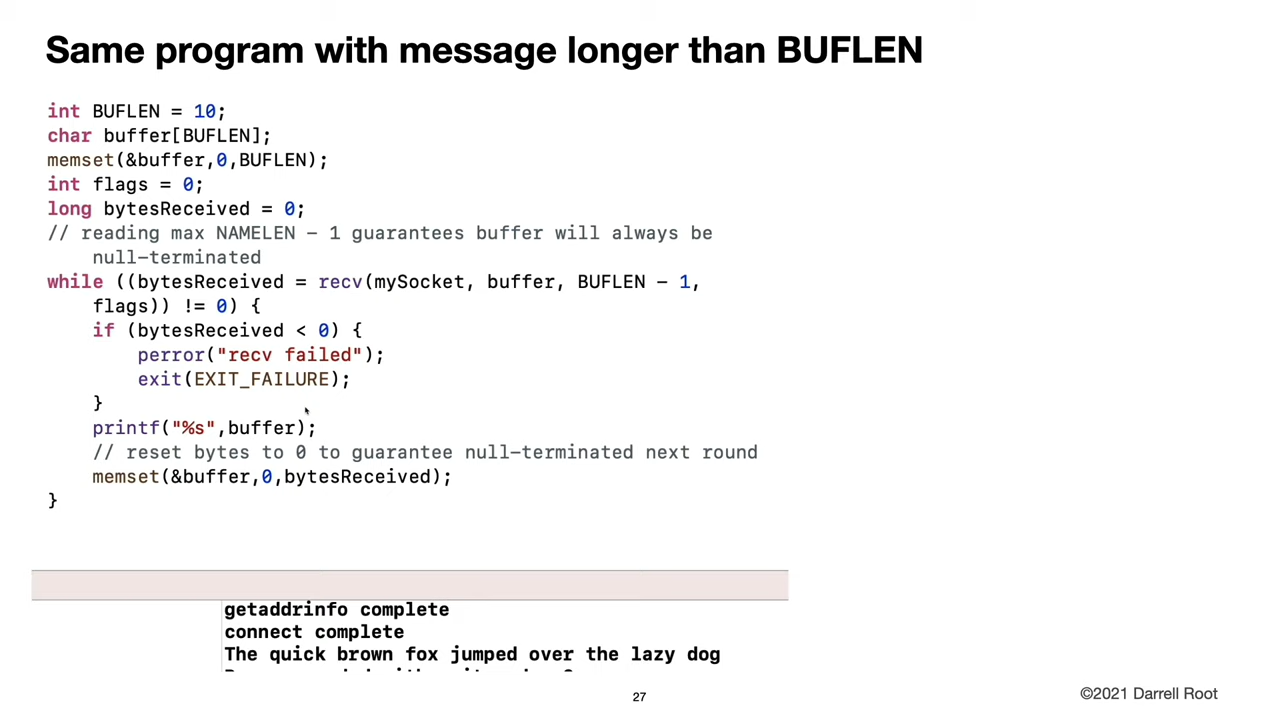 Same program with message longer than BUFLEN
int BUFLEN = 10;
char buffer[BUFLEN];
memset(&buffer,0,BUFLEN);
int flags = 0;
long bytesReceived = 0;
// reading max NAMELEN - 1 guarantees buffer will always be
null-terminated
while ((bytesReceived = recv(mySocket, buffer, BUFLEN - 1,
flags)) != 0) {
if (bytesReceived < 0) {
perror("recv failed");
exit(EXIT_FAILURE);
}
printf("%s",buffer);
// reset bytes to 0 to guarantee null-terminated next round
memset(&buffer,0,bytesReceived);
}
getaddrinfo complete
connect complete
The quick brown fox jumped over the lazy dog
27
©2021 Darrell Root